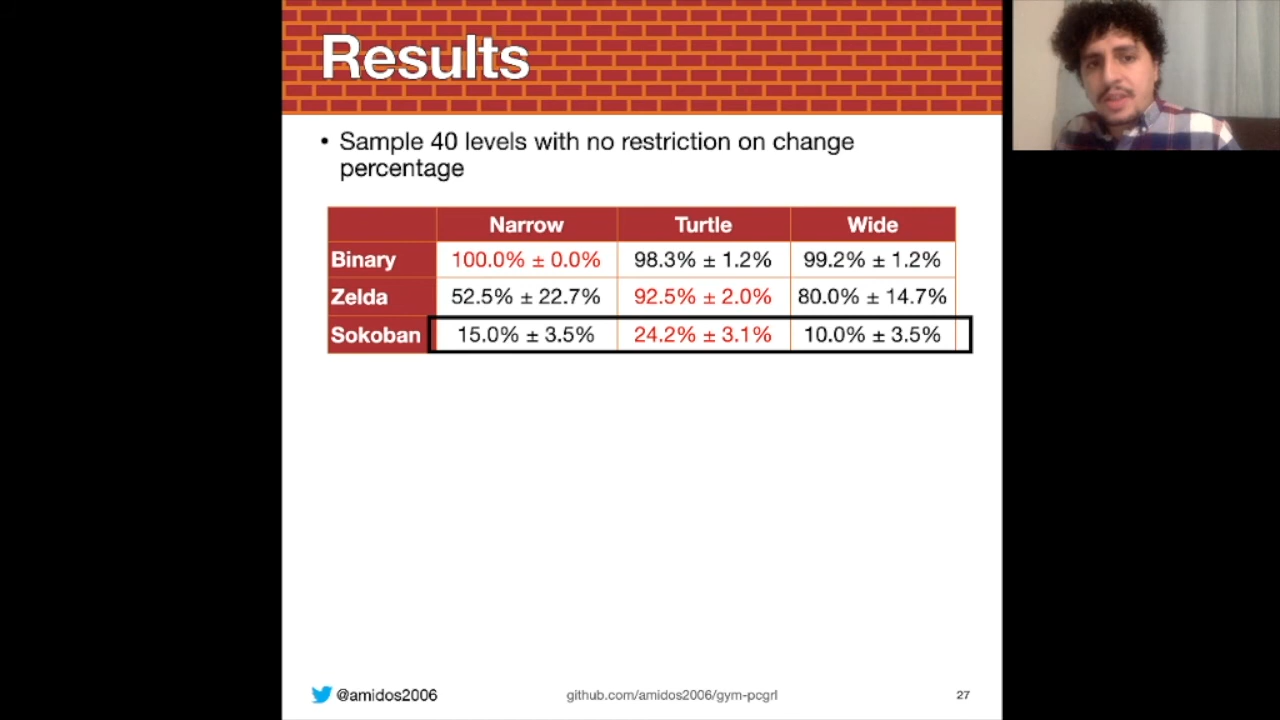 Results
• Sample 40 levels with no restriction on change
percentage
Narrow Turtle Wide
Binary 100.0% ± 0.0% 98.3% ± 1.2% 99.2% ± 1.2%
Zelda 52.5% ± 22.7% 92.5% ± 2.0% 80.0% ± 14.7%
Sokoban 15.0% ± 3.5% 24.2% ± 3.1% 10.0% ± 3.5%
@amidos2006 github.com/amidos2006/gym-pcgrl 27